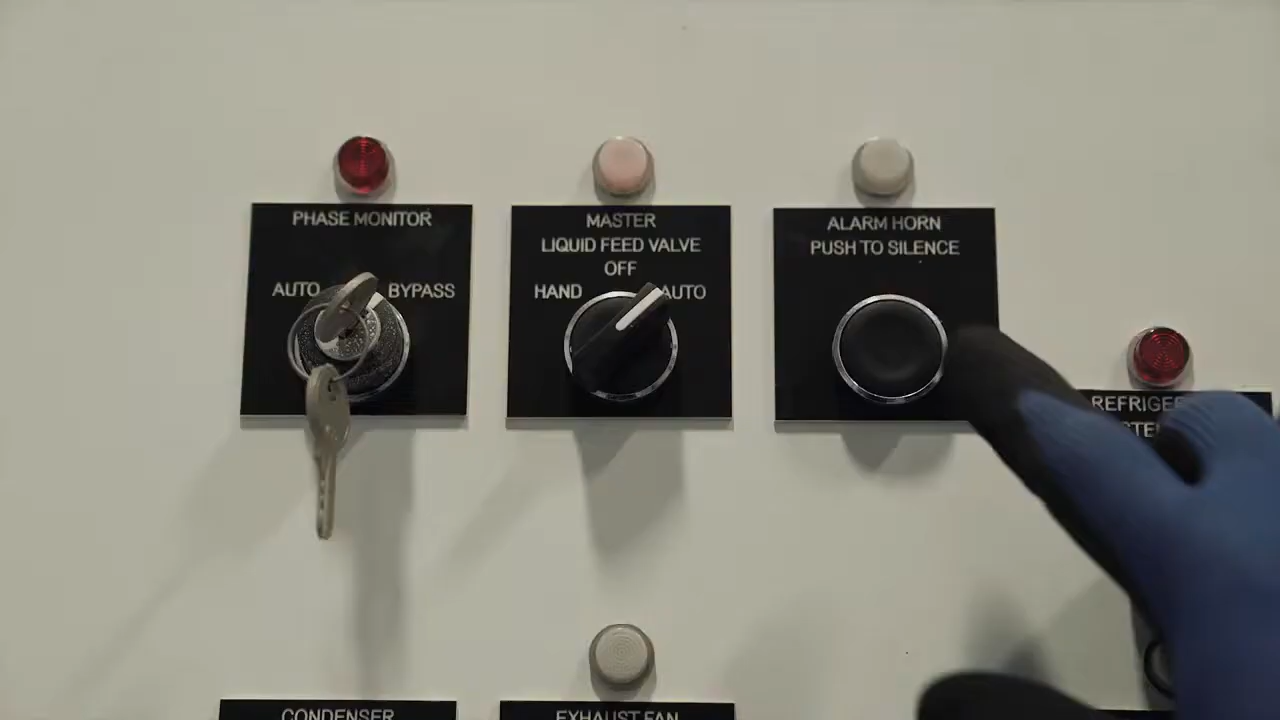 PHASE MONITOR
AUTO BYPASS
MASTER
LIQUID FEED VALVE
OFF
HAND AUTO
ALARM HORN
PUSH TO SILENCE
CONDENSER
EXHAUST FAN